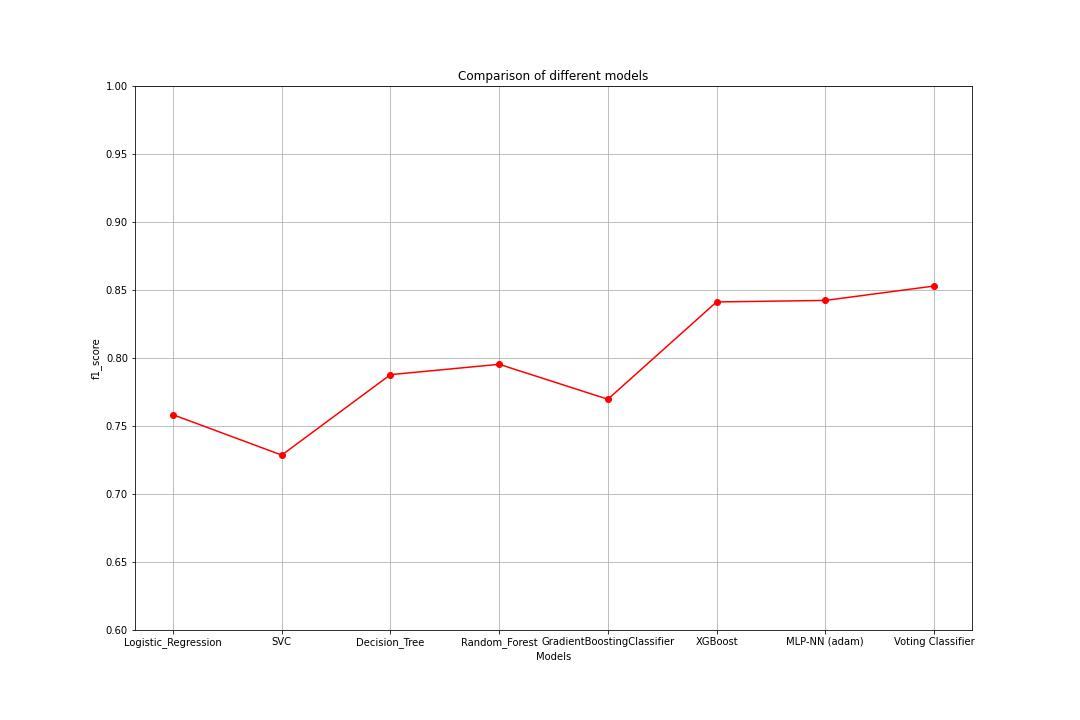 Comparison of different models
1.00
0.95
0.90
0.85
0.80
0.75
0.70
0.65
0.60
f1_score
Logistic_Regression SVC Decision_Tree Random_Forest GradientBoostingClassifier XGBoost MLP-NN (adam) Voting Classifier
Models